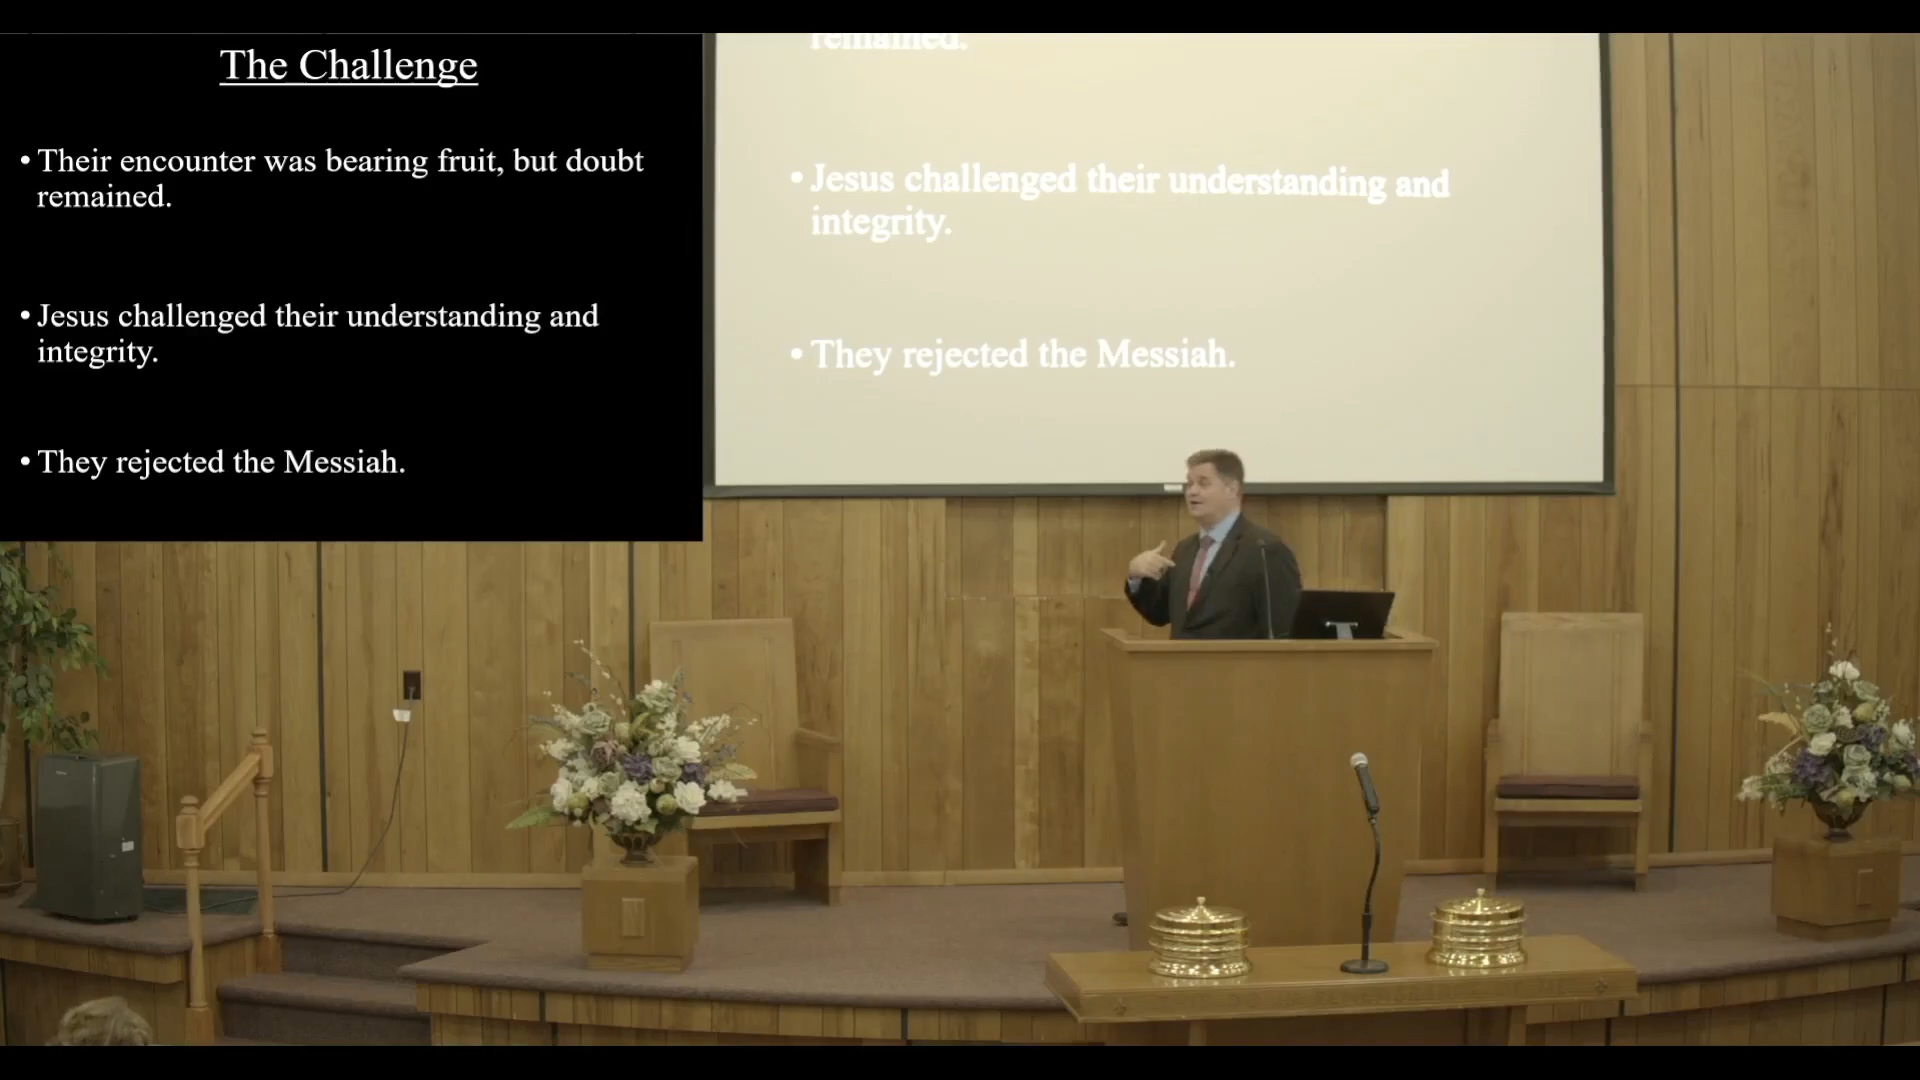 The Challenge
• Their encounter was bearing fruit, but doubt
remained.
• Jesus challenged their understanding and
integrity.
• They rejected the Messiah.
remained.
• Jesus challenged their understanding and
integrity.
• They rejected the Messiah.